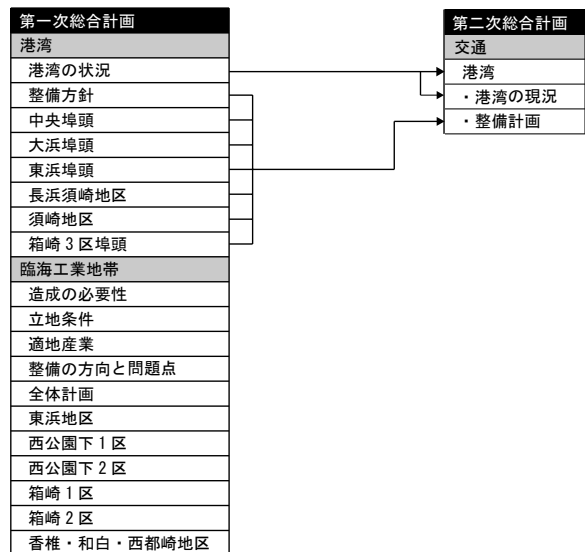 第一次総合計画
港湾
港湾の状況
整備方針
中央埠頭
大浜埠頭
東浜埠頭
長浜須崎地区
須崎地区
箱崎3区埠頭
臨海工業地帯
造成の必要性
立地条件
適地産業
整備の方向と問題点
全体計画
東浜地区
西公園下1区
西公園下2区
箱崎1区
箱崎2区
香椎・和白・西都崎地区
第二次総合計画
交通
港湾
・港湾の現況
・整備計画